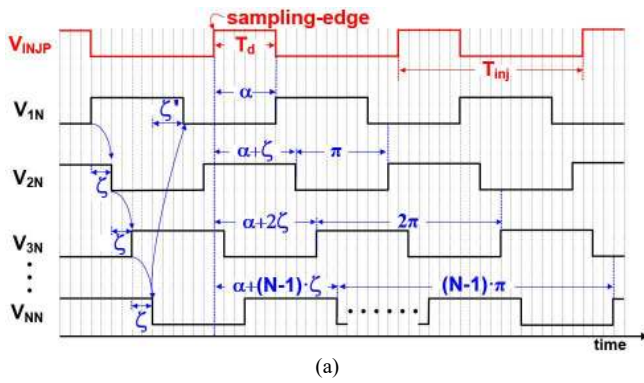 sampling-edge
V_INJP
T_d
T_inj
α
V_1N
ζ'
α+ζ
π
V_2N
ζ
α+2ζ
2π
V_3N
ζ
α+(N-1)·ζ
(N-1)·π
V_NN
ζ
time
(a)